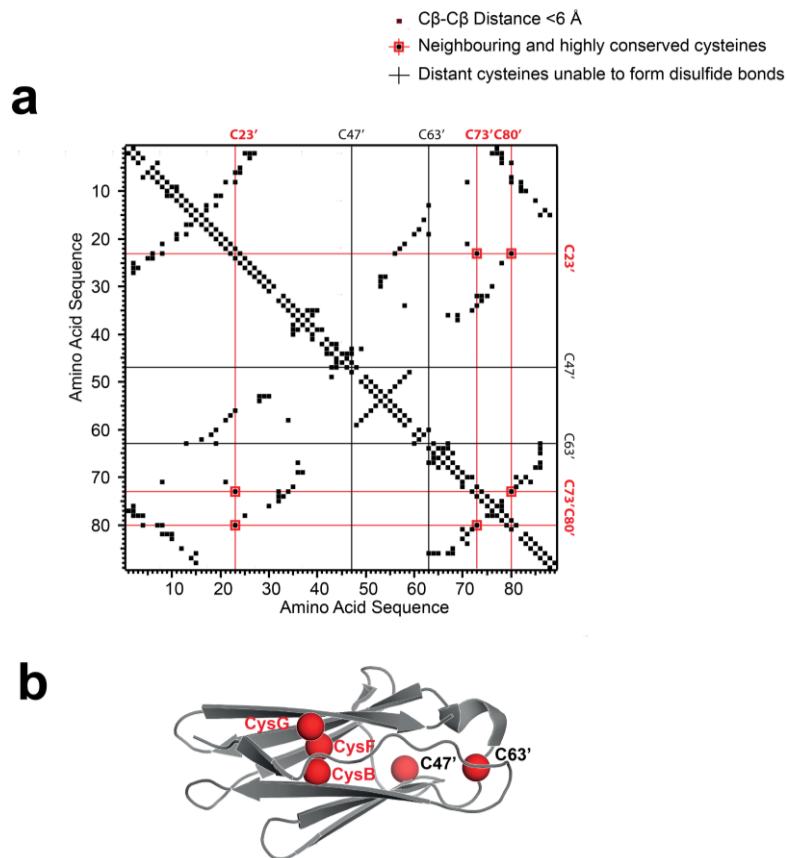 Cβ-Cβ Distance <6 Å
Neighbouring and highly conserved cysteines
Distant cysteines unable to form disulfide bonds
a
C23' C47' C63' C73'C80'
10
20
30
40
50
60
70
80
Amino Acid Sequence
C23'
C47'
C63'
C73'C80'
10 20 30 40 50 60 70 80
Amino Acid Sequence
b
CysG
CysF
CysB
C47'
C63'